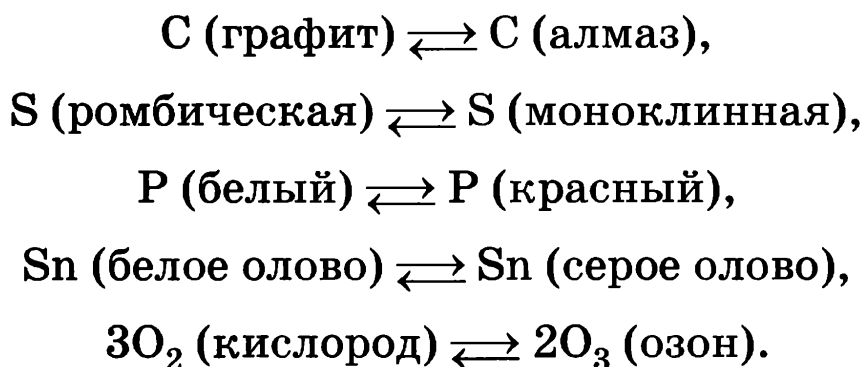 C (графит) ⇄ C (алмаз),
S (ромбическая) ⇄ S (моноклинная),
P (белый) ⇄ P (красный),
Sn (белое олово) ⇄ Sn (серое олово),
3O₂ (кислород) ⇄ 2O₃ (озон).